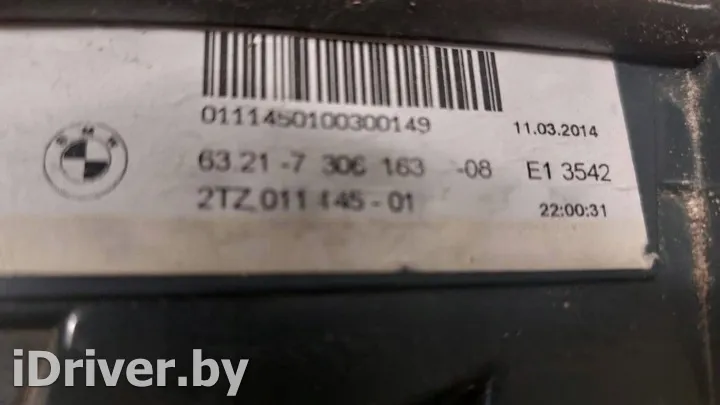 0111450100300149
11.03.2014
BMW
63.21-7 306 163 -08 E1 3542
2TZ 011 145-01
22:00:31
iDriver.by